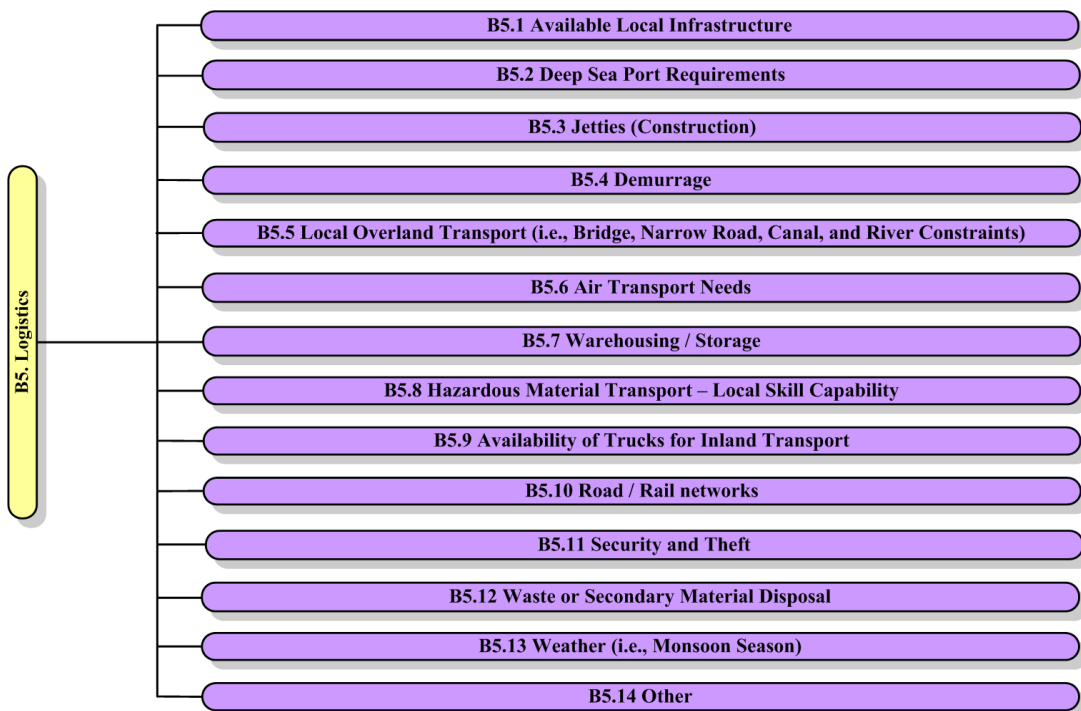 B5. Logistics
B5.1 Available Local Infrastructure
B5.2 Deep Sea Port Requirements
B5.3 Jetties (Construction)
B5.4 Demurrage
B5.5 Local Overland Transport (i.e., Bridge, Narrow Road, Canal, and River Constraints)
B5.6 Air Transport Needs
B5.7 Warehousing / Storage
B5.8 Hazardous Material Transport – Local Skill Capability
B5.9 Availability of Trucks for Inland Transport
B5.10 Road / Rail networks
B5.11 Security and Theft
B5.12 Waste or Secondary Material Disposal
B5.13 Weather (i.e., Monsoon Season)
B5.14 Other